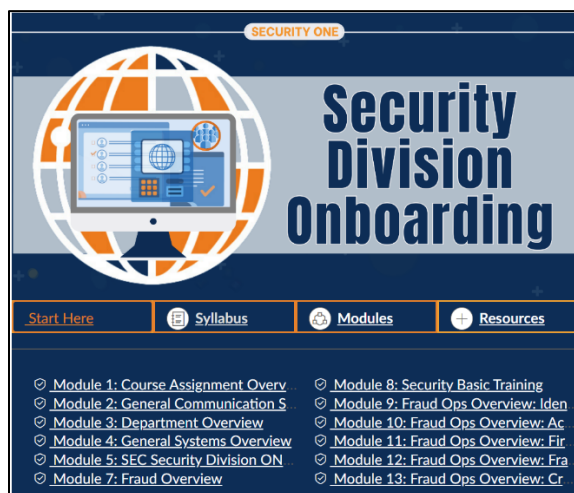 SECURITY ONE
Security
Division
Onboarding
Start Here
Syllabus
Modules
Resources
Module 1: Course Assignment Overv...
Module 2: General Communication S...
Module 3: Department Overview
Module 4: General Systems Overview
Module 5: SEC Security Division ON...
Module 7: Fraud Overview
Module 8: Security Basic Training
Module 9: Fraud Ops Overview: Iden...
Module 10: Fraud Ops Overview: Ac...
Module 11: Fraud Ops Overview: Fir...
Module 12: Fraud Ops Overview: Fra...
Module 13: Fraud Ops Overview: Cr...